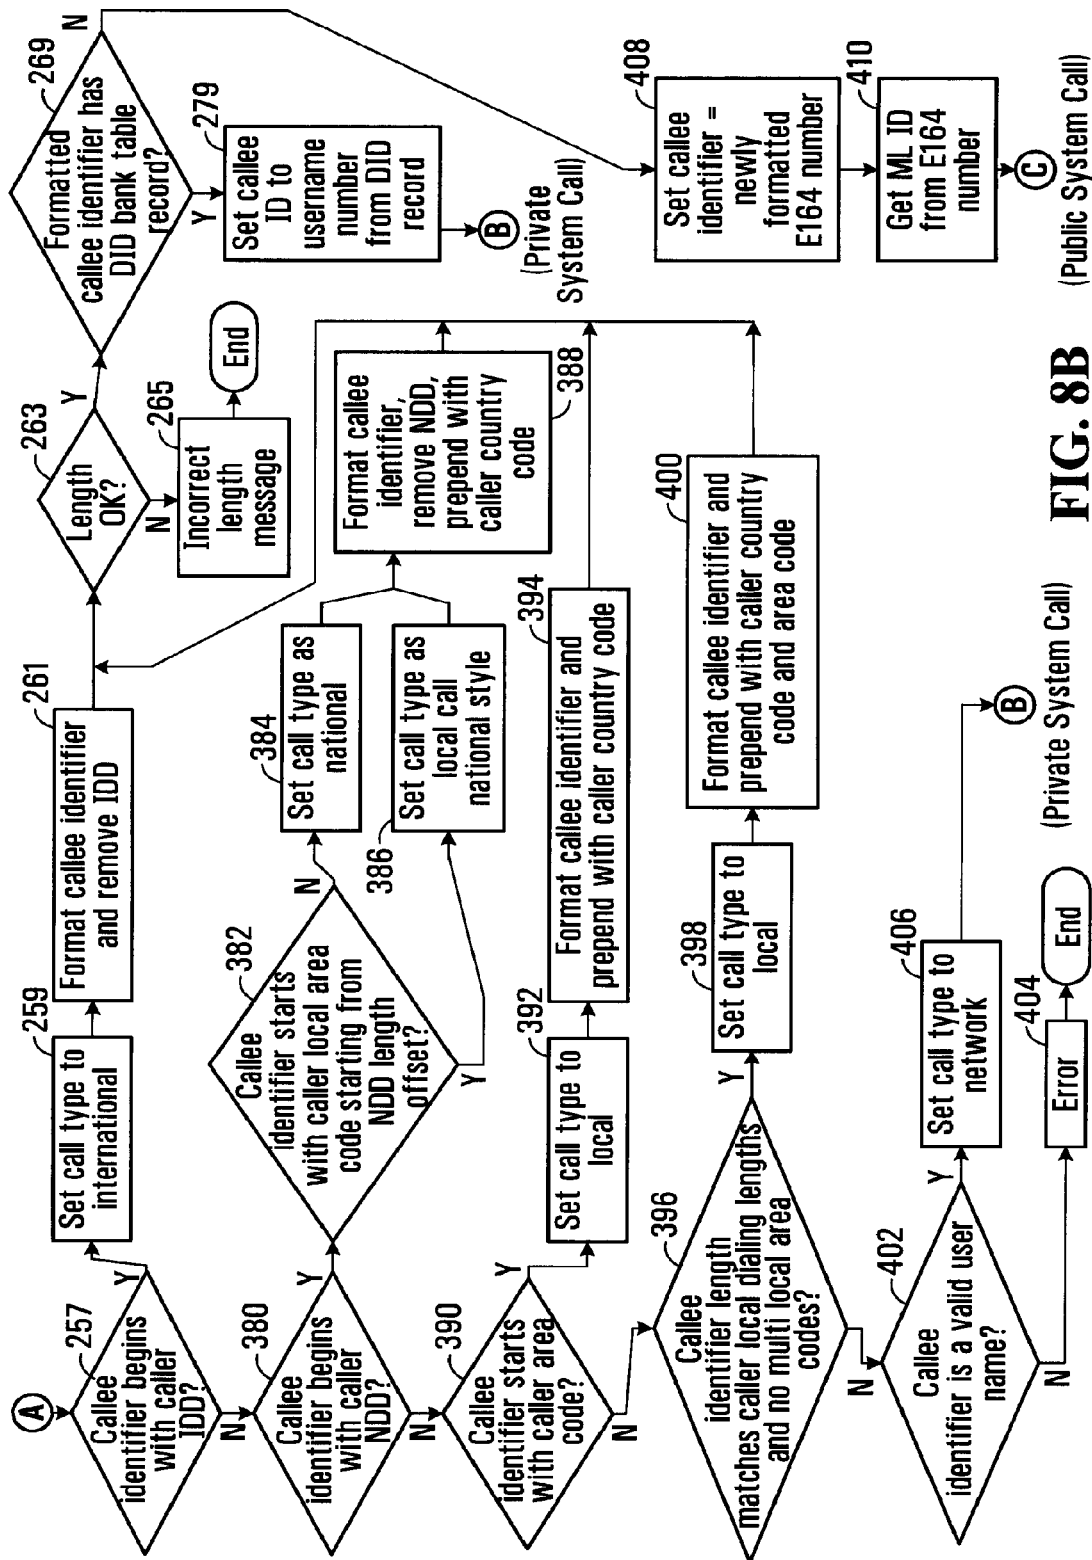 A
257
Callee
identifier begins
with caller
IDD?
Y
N
259
Set call type to
international
261
Format callee identifier
and remove IDD
263
Length
OK?
Y
N
265
Incorrect
length
message
End
269
Formatted
callee identifier has
DID bank table
record?
N
Y
279
Set callee
ID to
username
number
from DID
record
B
(Private
System Call)
380
Callee
identifier begins
with caller
NDD?
Y
N
382
Callee
identifier starts
with caller local area
code starting from
NDD length
offset?
N
Y
384
Set call type as
national
386
Set call type as
local call
national style
Format callee
identifier,
remove NDD,
prepend with
caller country
code
388
390
Callee
identifier starts
with caller area
code?
Y
N
392
Set call type to
local
394
Format callee identifier and
prepend with caller country code
396
Callee
identifier length
matches caller local dialing lengths
and no multi local area
codes?
Y
N
398
Set call type to
local
400
Format callee identifier and
prepend with caller country
code and area code
402
Callee
identifier is a valid user
name?
Y
N
406
Set call type to
network
B
(Private System Call)
404
Error
End
408
Set callee
identifier =
newly
formatted
E164 number
410
Get ML ID
from E164
number
C
(Public System Call)
FIG. 8B